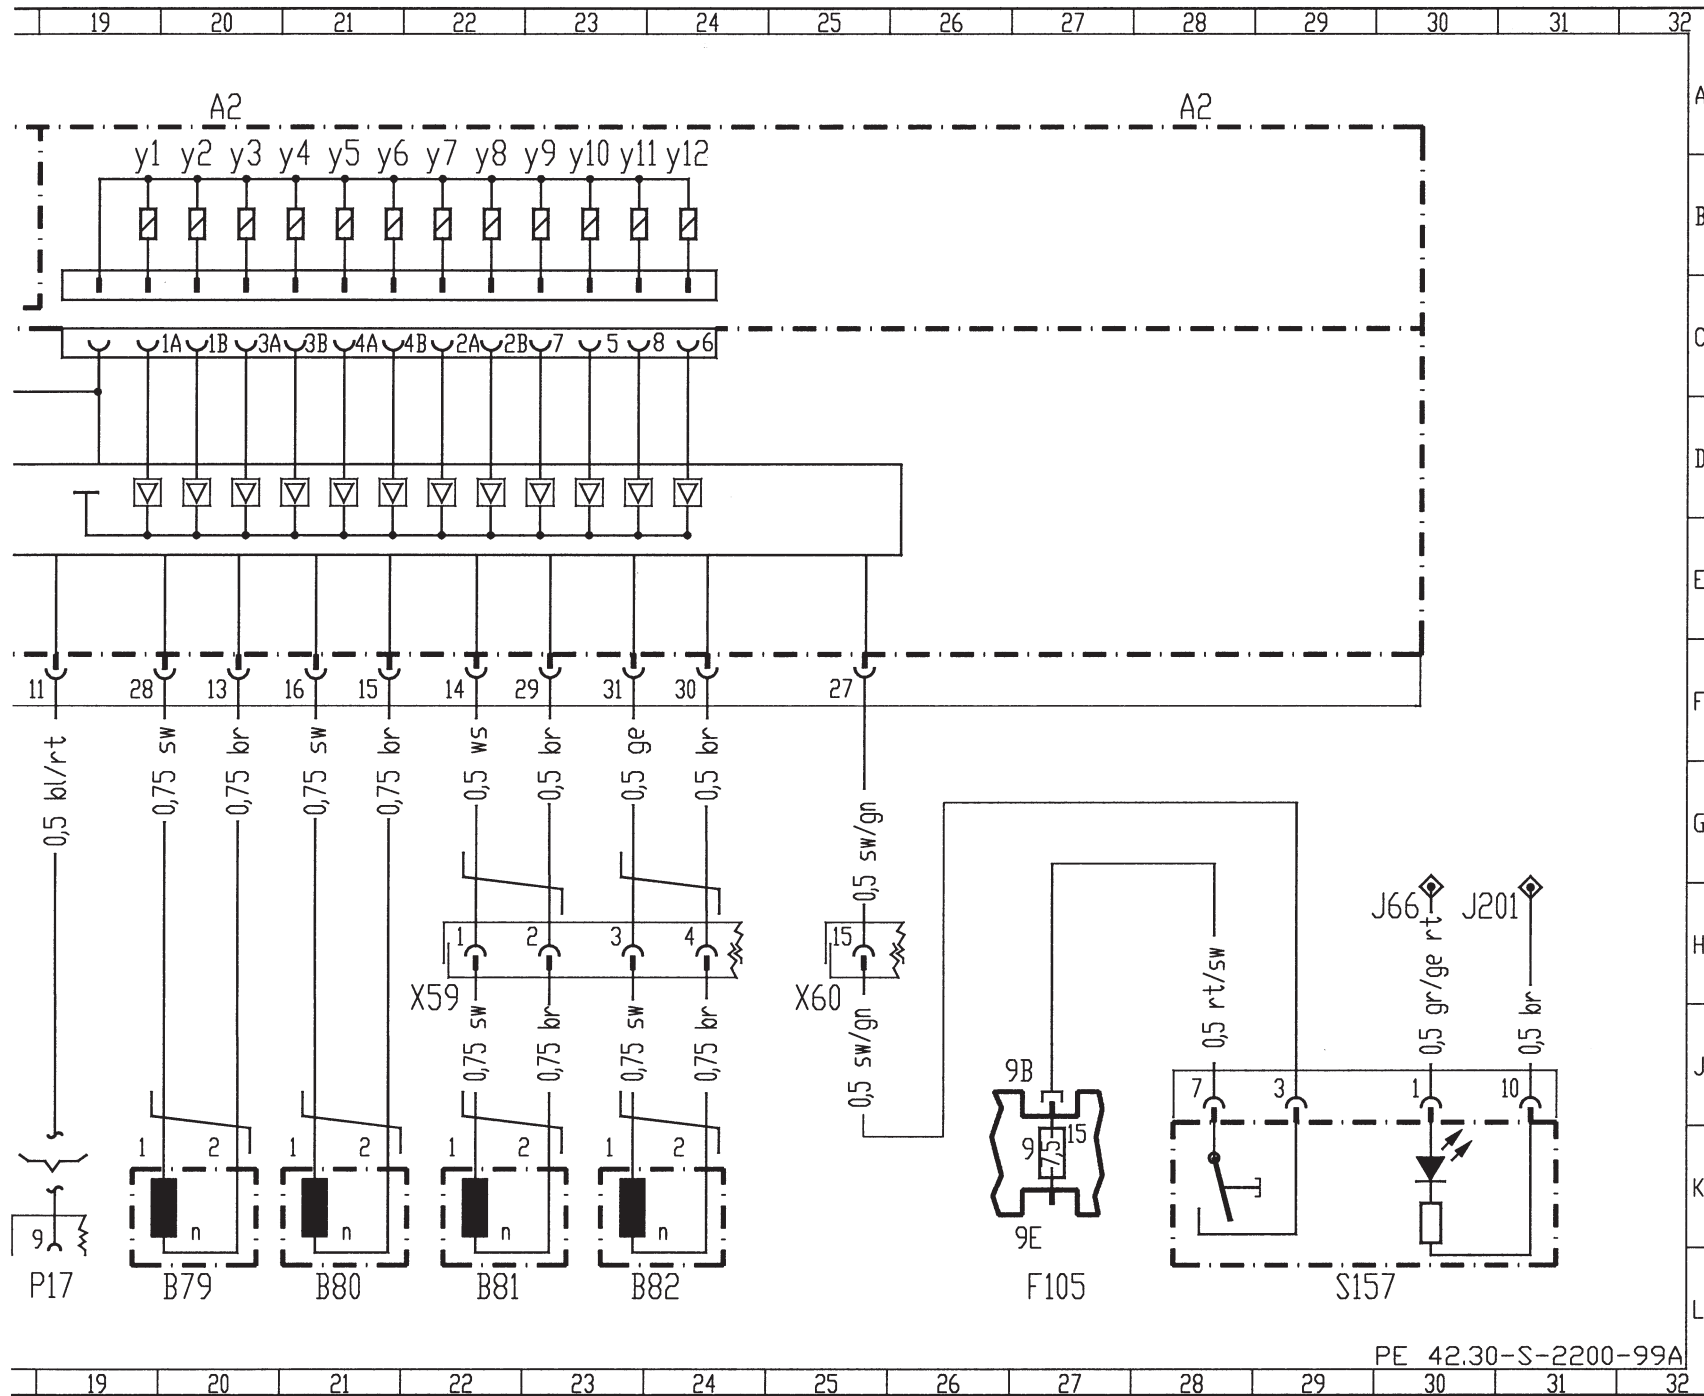 19 20 21 22 23 24 25 26 27 28 29 30 31 32
A
A2 A2
y1 y2 y3 y4 y5 y6 y7 y8 y9 y10 y11 y12
B
1A 1B 3A 3B 4A 4B 2A 2B 7 5 8 6
C
D
E
11 28 13 16 15 14 29 31 30 27
F
0,5 bl/rt
0,75 sw
0,75 br
0,75 sw
0,75 br
0,5 ws
0,5 br
0,5 ge
0,5 br
0,5 sw/gn
G
J66 J201
1 2 3 4 15
H
X59 X60
0,75 sw
0,75 br
0,75 sw
0,75 br
0,5 sw/gn
0,5 rt/sw
0,5 gr/ge rt
0,5 br
J
9B 7 3 1 10
1 2 1 2 1 2 1 2
9 7,5 15
K
n n n n
9 9E
P17 B79 B80 B81 B82 F105 S157
L
PE 42.30-S-2200-99A
19 20 21 22 23 24 25 26 27 28 29 30 31 32